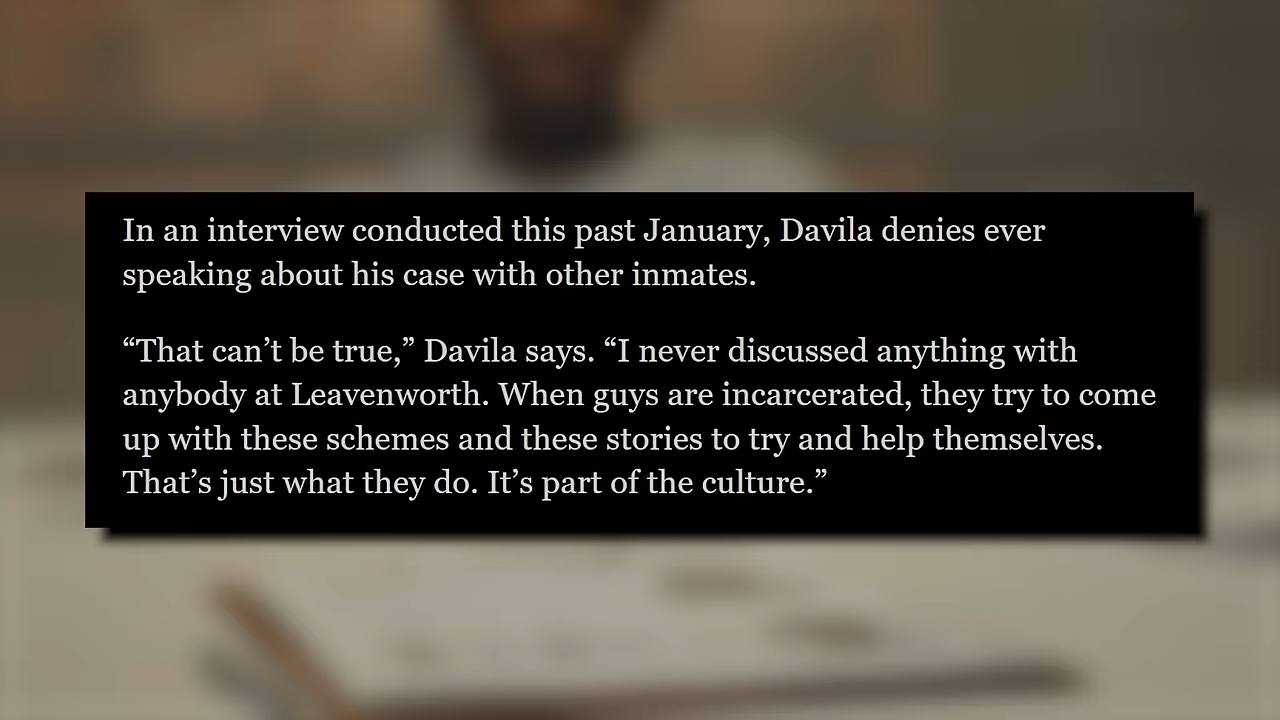 In an interview conducted this past January, Davila denies ever
speaking about his case with other inmates.
“That can’t be true,” Davila says. “I never discussed anything with
anybody at Leavenworth. When guys are incarcerated, they try to come
up with these schemes and these stories to try and help themselves.
That’s just what they do. It’s part of the culture.”